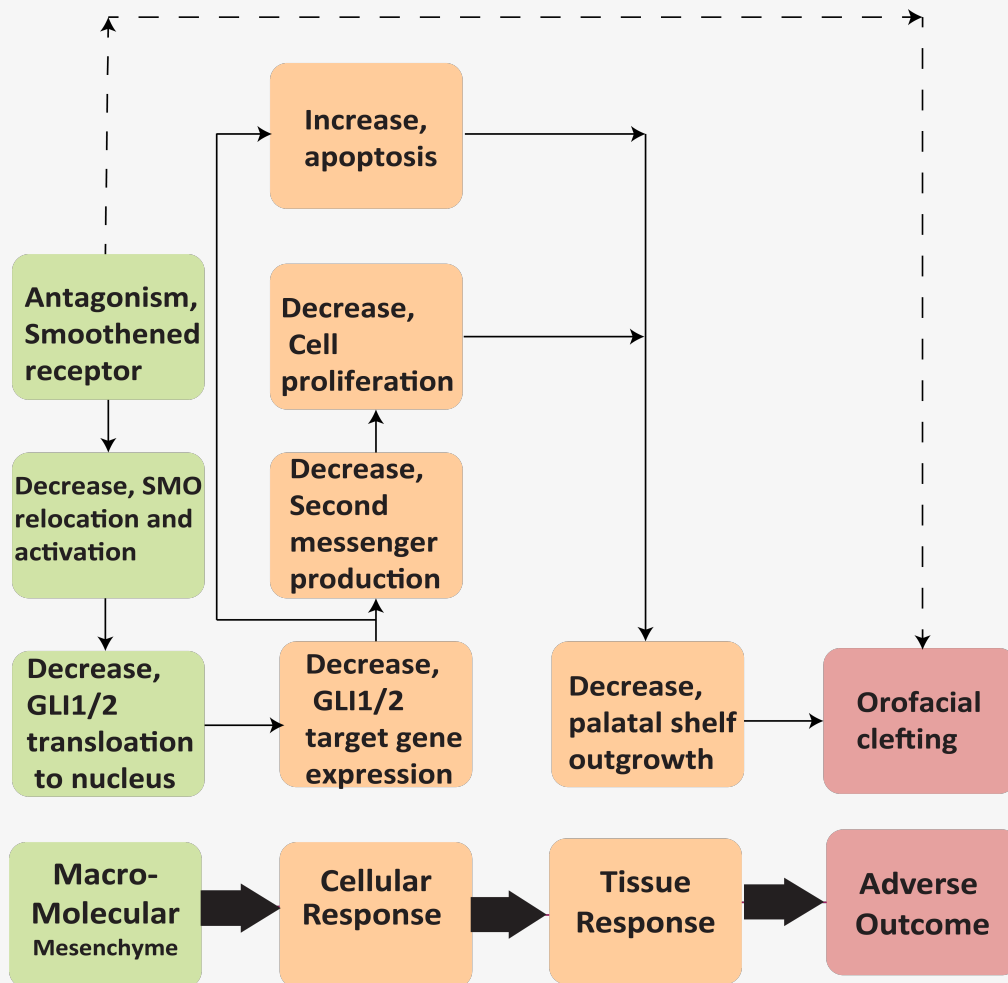 Increase,
apoptosis
Antagonism,
Smoothened
receptor
Decrease,
Cell
proliferation
Decrease, SMO
relocation and
activation
Decrease,
Second
messenger
production
Decrease,
GLI1/2
transloation
to nucleus
Decrease,
GLI1/2
target gene
expression
Decrease,
palatal shelf
outgrowth
Orofacial
clefting
Macro-
Molecular
Mesenchyme
Cellular
Response
Tissue
Response
Adverse
Outcome